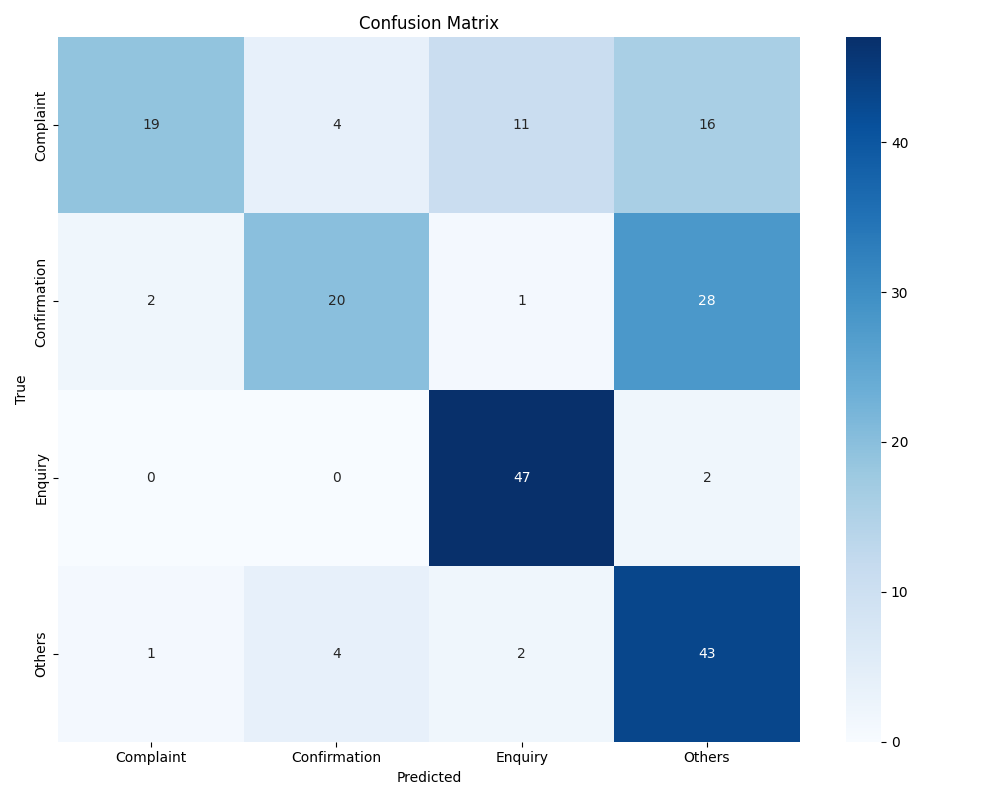 Confusion Matrix
Complaint
19 4 11 16
Confirmation
2 20 1 28
Enquiry
0 0 47 2
Others
1 4 2 43
True
Complaint Confirmation Enquiry Others
Predicted
40
30
20
10
0